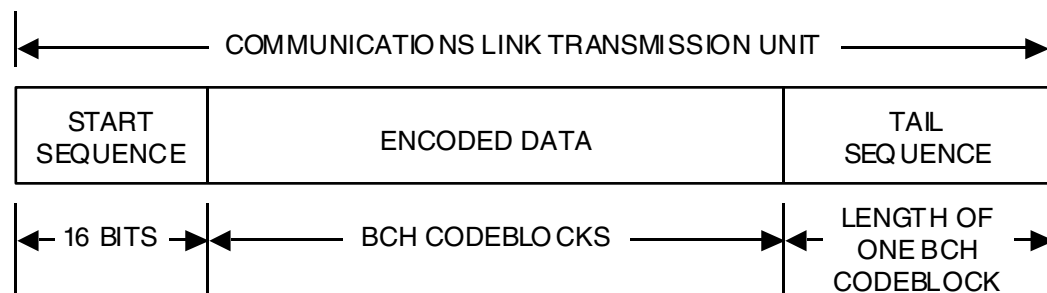 COMMUNICATIONS LINK TRANSMISSION UNIT
START
SEQUENCE
ENCODED DATA
TAIL
SEQUENCE
16 BITS
BCH CODEBLOCKS
LENGTH OF
ONE BCH
CODEBLOCK